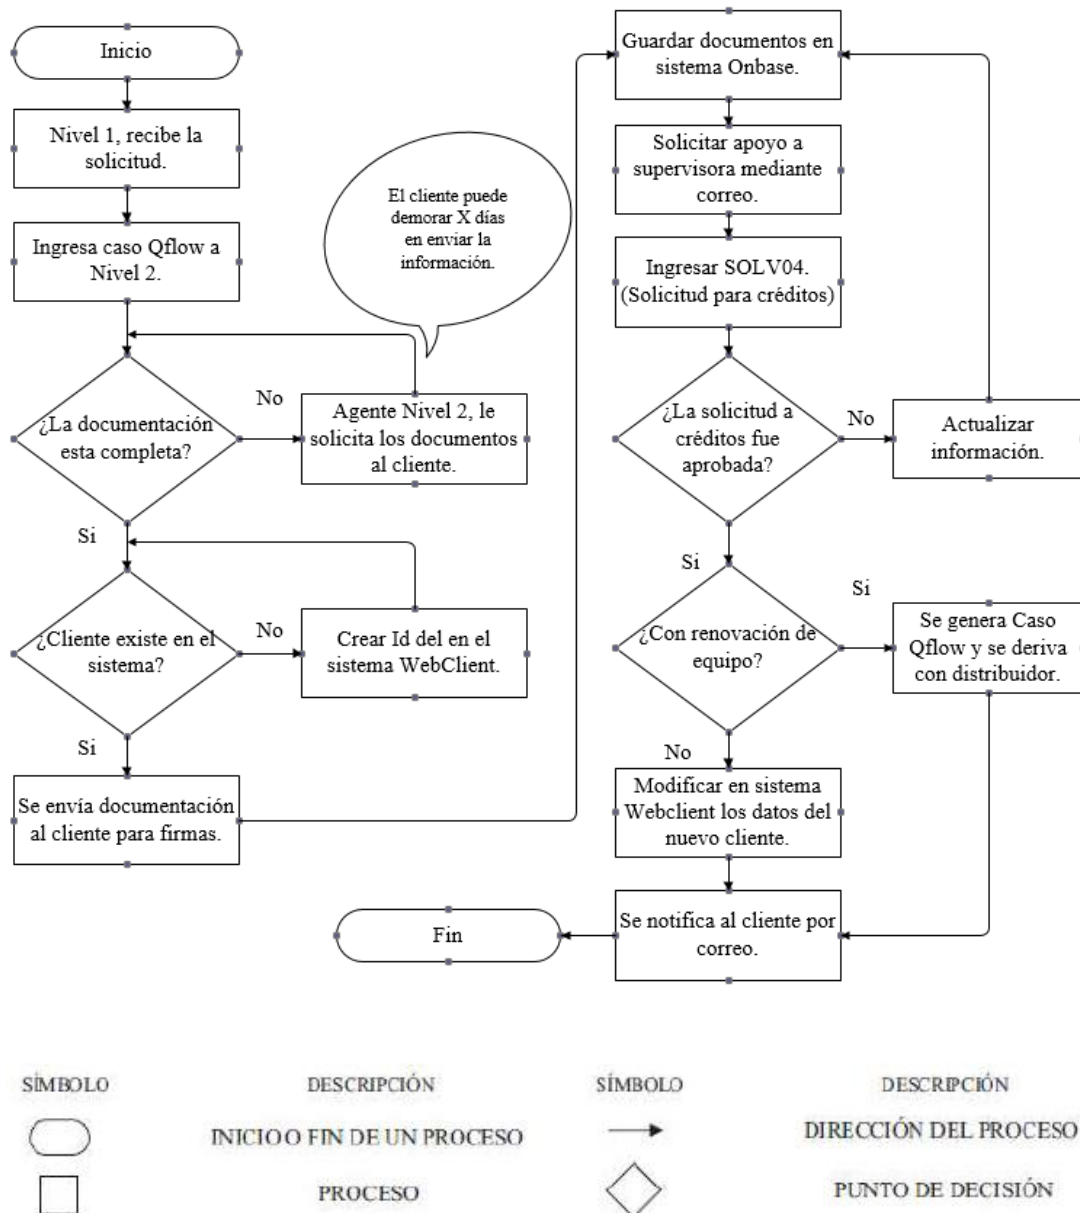 Inicio
Nivel 1, recibe la
solicitud.
Ingresa caso Qflow a
Nivel 2.
El cliente puede
demorar X días
en enviar la
información.
¿La documentación
esta completa?
No
Agente Nivel 2, le
solicita los documentos
al cliente.
Si
¿Cliente existe en el
sistema?
No
Crear Id del en el
sistema WebClient.
Si
Se envía documentación
al cliente para firmas.
Guardar documentos en
sistema Onbase.
Solicitar apoyo a
supervisora mediante
correo.
Ingresar SOLV04.
(Solicitud para créditos)
¿La solicitud a
créditos fue
aprobada?
No
Actualizar
información.
Si
¿Con renovación de
equipo?
Si
Se genera Caso
Qflow y se deriva
con distribuidor.
No
Modificar en sistema
Webclient los datos del
nuevo cliente.
Se notifica al cliente por
correo.
Fin
SÍMBOLO DESCRIPCIÓN SÍMBOLO DESCRIPCIÓN
INICIO O FIN DE UN PROCESO DIRECCIÓN DEL PROCESO
PROCESO PUNTO DE DECISIÓN